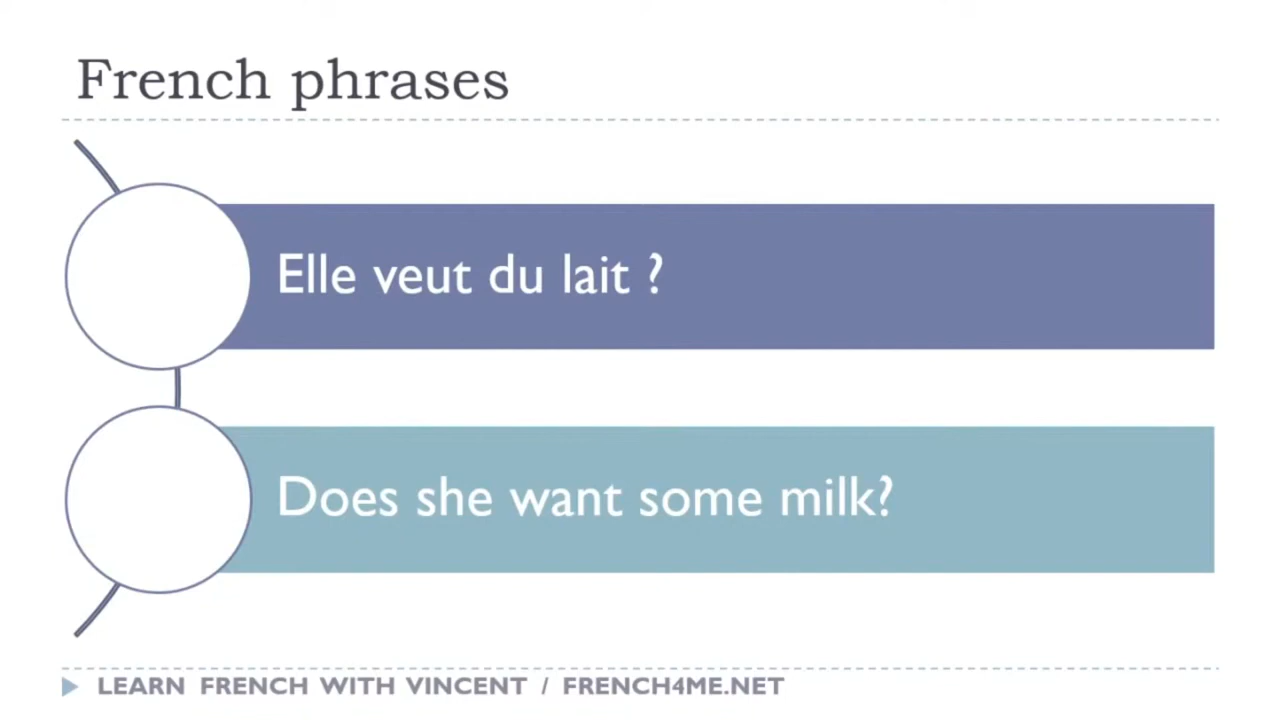 French phrases
Elle veut du lait ?
Does she want some milk?
LEARN FRENCH WITH VINCENT / FRENCH4ME.NET